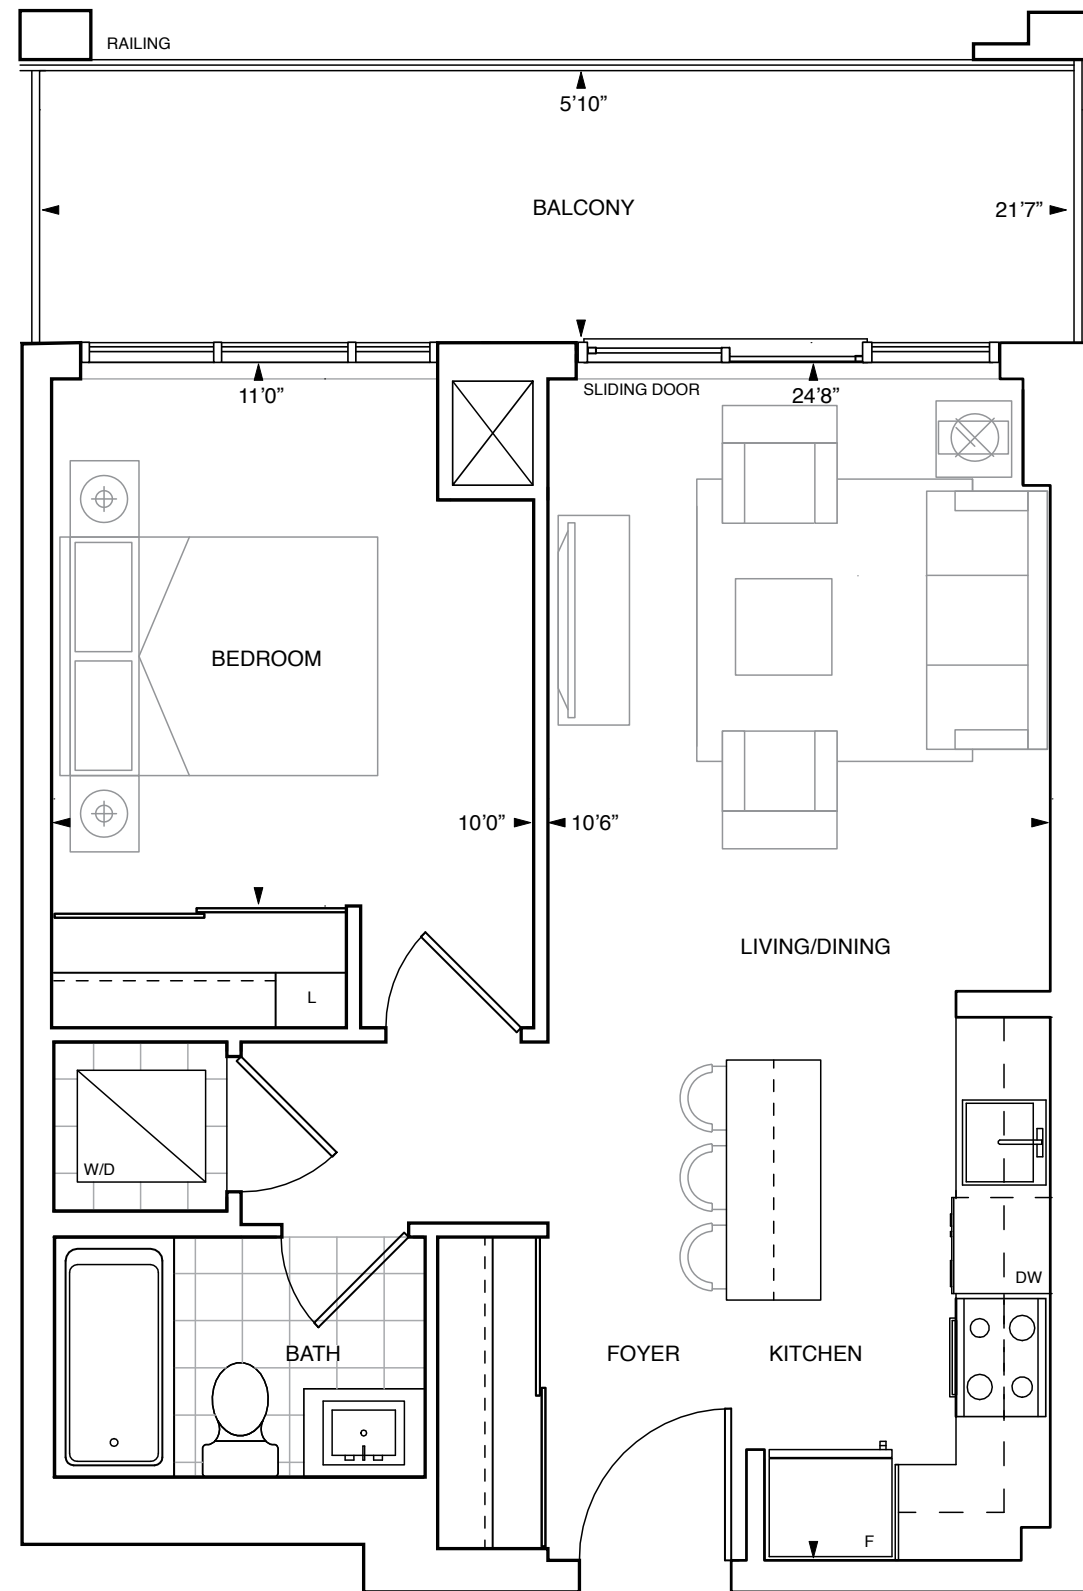 RAILING
5'10”
BALCONY
21'7”
11'0”
SLIDING DOOR
24'8”
BEDROOM
10'0”
10'6”
LIVING/DINING
L
W/D
DW
BATH
FOYER
KITCHEN
F